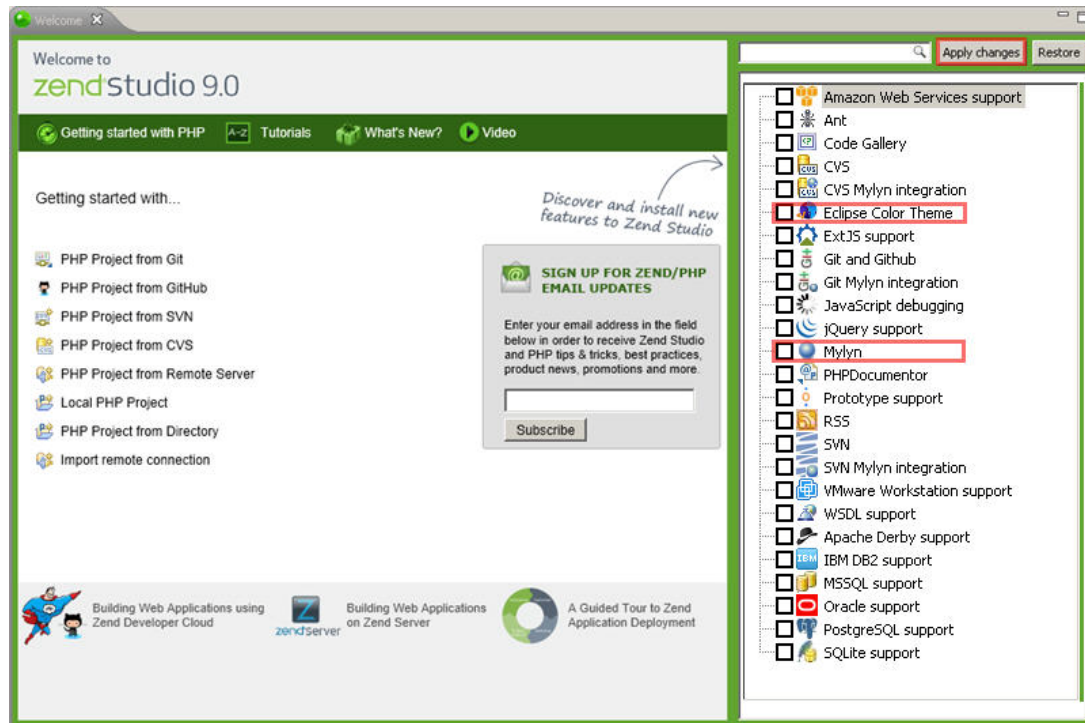 Welcome
Apply changes
Restore
Welcome to
zend studio 9.0
Getting started with PHP
A-Z
Tutorials
What's New?
Video
Getting started with...
Discover and install new
features to Zend Studio
PHP Project from Git
PHP Project from GitHub
PHP Project from SVN
PHP Project from CVS
PHP Project from Remote Server
Local PHP Project
PHP Project from Directory
Import remote connection
SIGN UP FOR ZEND/PHP
EMAIL UPDATES
Enter your email address in the field
below in order to receive Zend Studio
and PHP tips & tricks, best practices,
product news, promotions and more.
Subscribe
Building Web Applications using
Zend Developer Cloud
zend server
Building Web Applications
on Zend Server
A Guided Tour to Zend
Application Deployment
Amazon Web Services support
Ant
Code Gallery
CVS
CVS
CVS Mylyn integration
CVS
Eclipse Color Theme
ExtJS support
Git and Github
Git Mylyn integration
JavaScript debugging
jQuery support
Mylyn
PHPDocumentor
Prototype support
RSS
SVN
SVN Mylyn integration
VMware Workstation support
WSDL support
Apache Derby support
IBM
IBM DB2 support
MSSQL support
Oracle support
PostgreSQL support
SQLite support